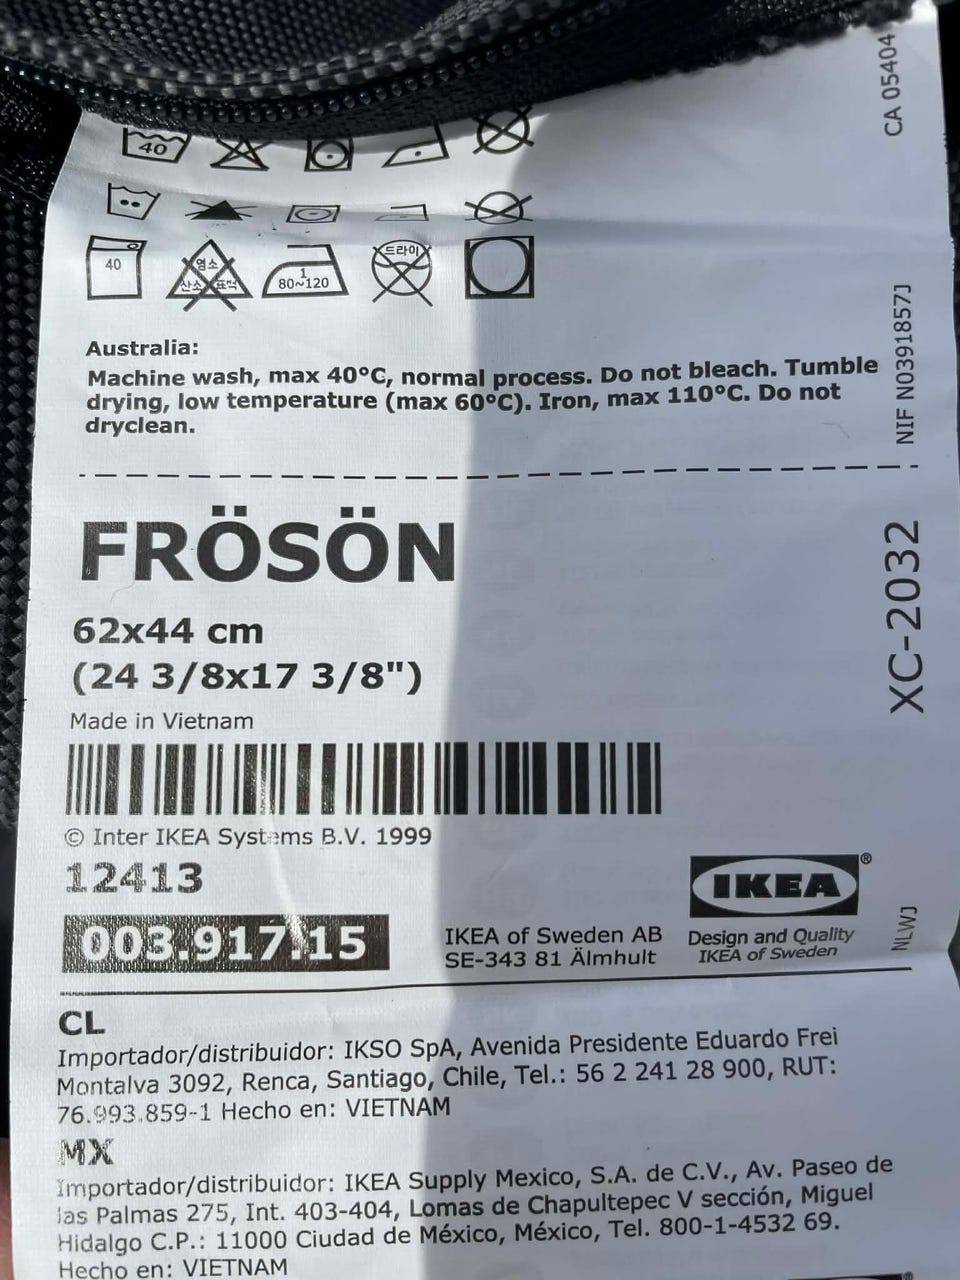 40
40
드라이
염소
산소 표백
1
80~120
CA 05404
Australia:
Machine wash, max 40°C, normal process. Do not bleach. Tumble
drying, low temperature (max 60°C). Iron, max 110°C. Do not
dryclean.
NIF N0391857J
FRÖSÖN
62x44 cm
(24 3/8x17 3/8")
XC-2032
Made in Vietnam
© Inter IKEA Systems B.V. 1999
12413
003.917.15
IKEA of Sweden AB
SE-343 81 Älmhult
IKEA®
Design and Quality
IKEA of Sweden
NLWJ
CL
Importador/distribuidor: IKSO SpA, Avenida Presidente Eduardo Frei
Montalva 3092, Renca, Santiago, Chile, Tel.: 56 2 241 28 900, RUT:
76.993.859-1 Hecho en: VIETNAM
MX
Importador/distribuidor: IKEA Supply Mexico, S.A. de C.V., Av. Paseo de
las Palmas 275, Int. 403-404, Lomas de Chapultepec V sección, Miguel
Hidalgo C.P.: 11000 Ciudad de México, México, Tel. 800-1-4532 69.
Hecho en: VIETNAM